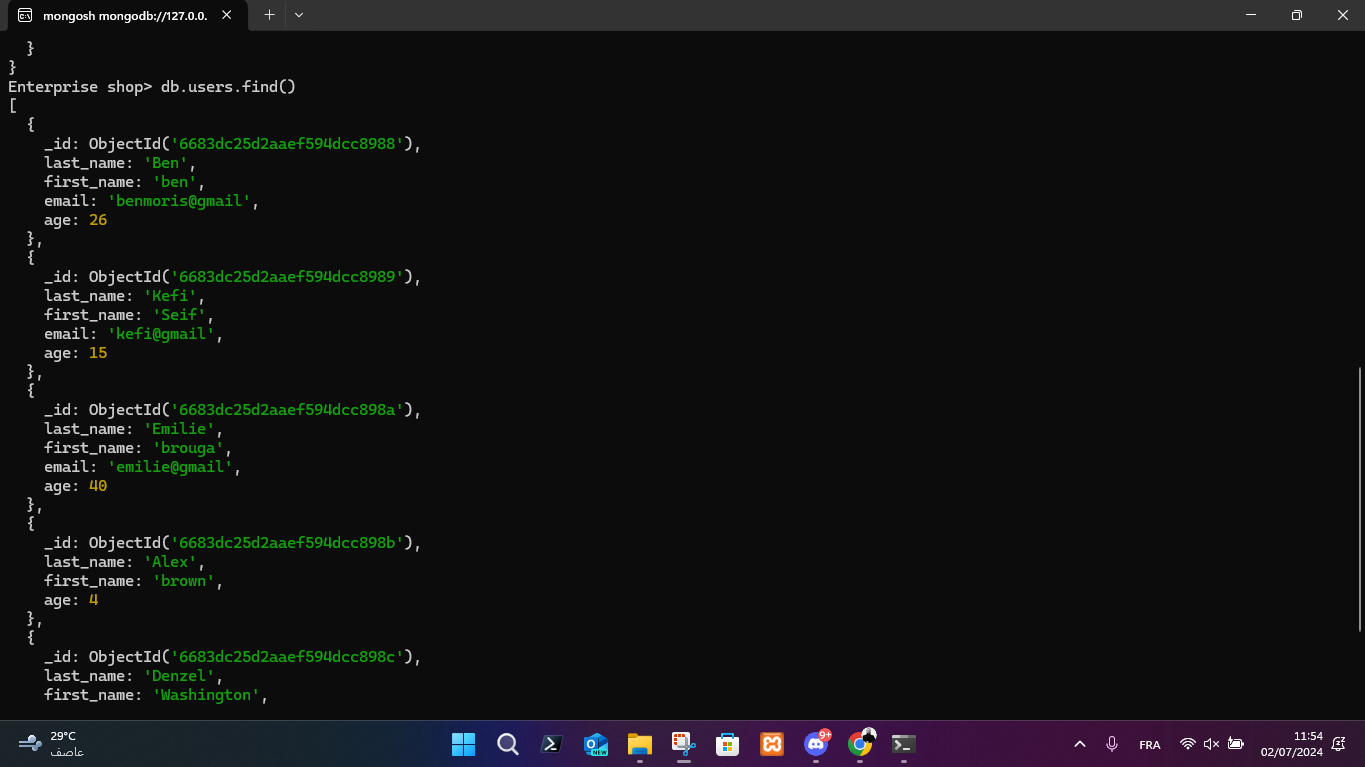 mongosh mongodb://127.0.0.
}
}
Enterprise shop> db.users.find()
[
{
_id: ObjectId('6683dc25d2aaef594dcc8988'),
last_name: 'Ben',
first_name: 'ben',
email: 'benmoris@gmail',
age: 26
},
{
_id: ObjectId('6683dc25d2aaef594dcc8989'),
last_name: 'Kefi',
first_name: 'Seif',
email: 'kefi@gmail',
age: 15
},
{
_id: ObjectId('6683dc25d2aaef594dcc898a'),
last_name: 'Emilie',
first_name: 'brouga',
email: 'emilie@gmail',
age: 40
},
{
_id: ObjectId('6683dc25d2aaef594dcc898b'),
last_name: 'Alex',
first_name: 'brown',
age: 4
},
{
_id: ObjectId('6683dc25d2aaef594dcc898c'),
last_name: 'Denzel',
first_name: 'Washington',
29°C
عاصف
NEW
9+
FRA
11:54
02/07/2024